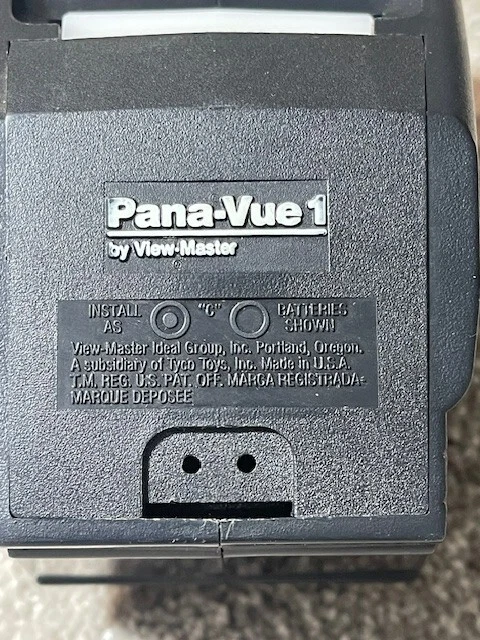 Pana-Vue 1
by View-Master
INSTALL "C" BATTERIES
AS SHOWN
View-Master Ideal Group, Inc. Portland, Oregon.
A subsidiary of Tyco Toys, Inc. Made in U.S.A.
T.M. REG. U.S. PAT. OFF. MARCA REGISTRADA
MARQUE DEPOSEE